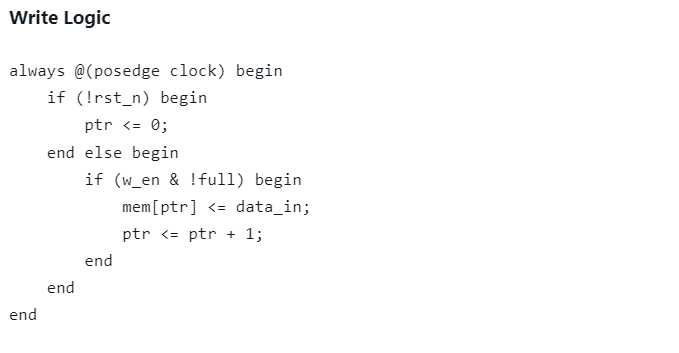 Write Logic
always @(posedge clock) begin
    if (!rst_n) begin
        ptr <= 0;
    end else begin
        if (w_en & !full) begin
            mem[ptr] <= data_in;
            ptr <= ptr + 1;
        end
    end
end